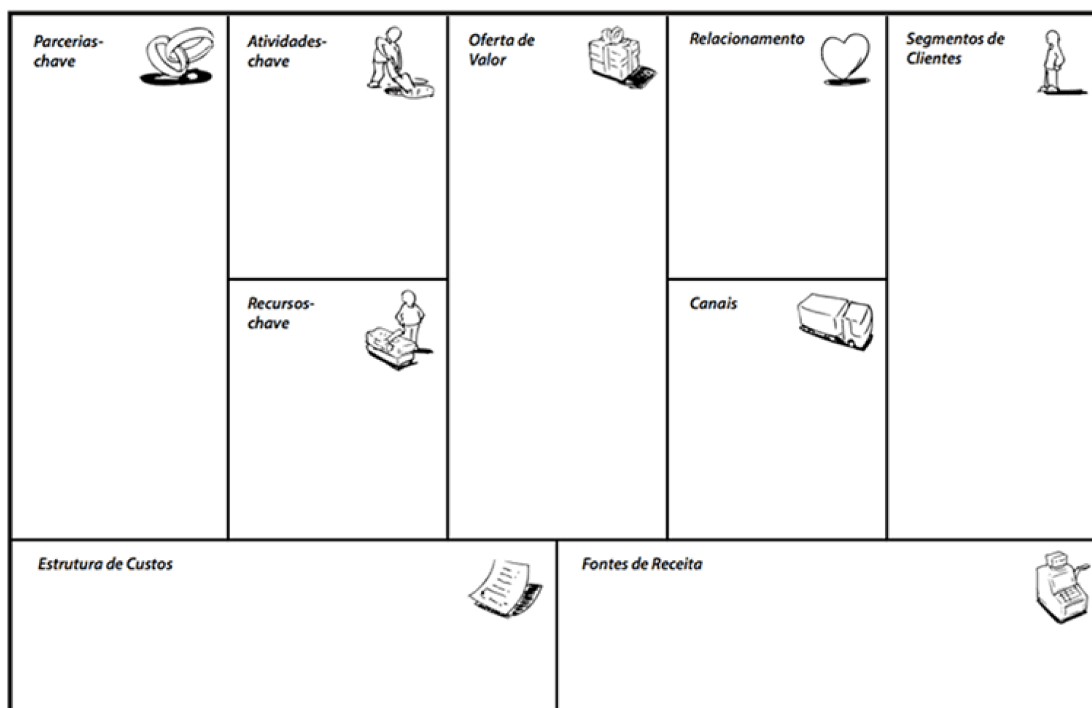 Parcerias-
chave
Atividades-
chave
Recursos-
chave
Oferta de
Valor
Relacionamento
Canais
Segmentos de
Clientes
Estrutura de Custos
Fontes de Receita